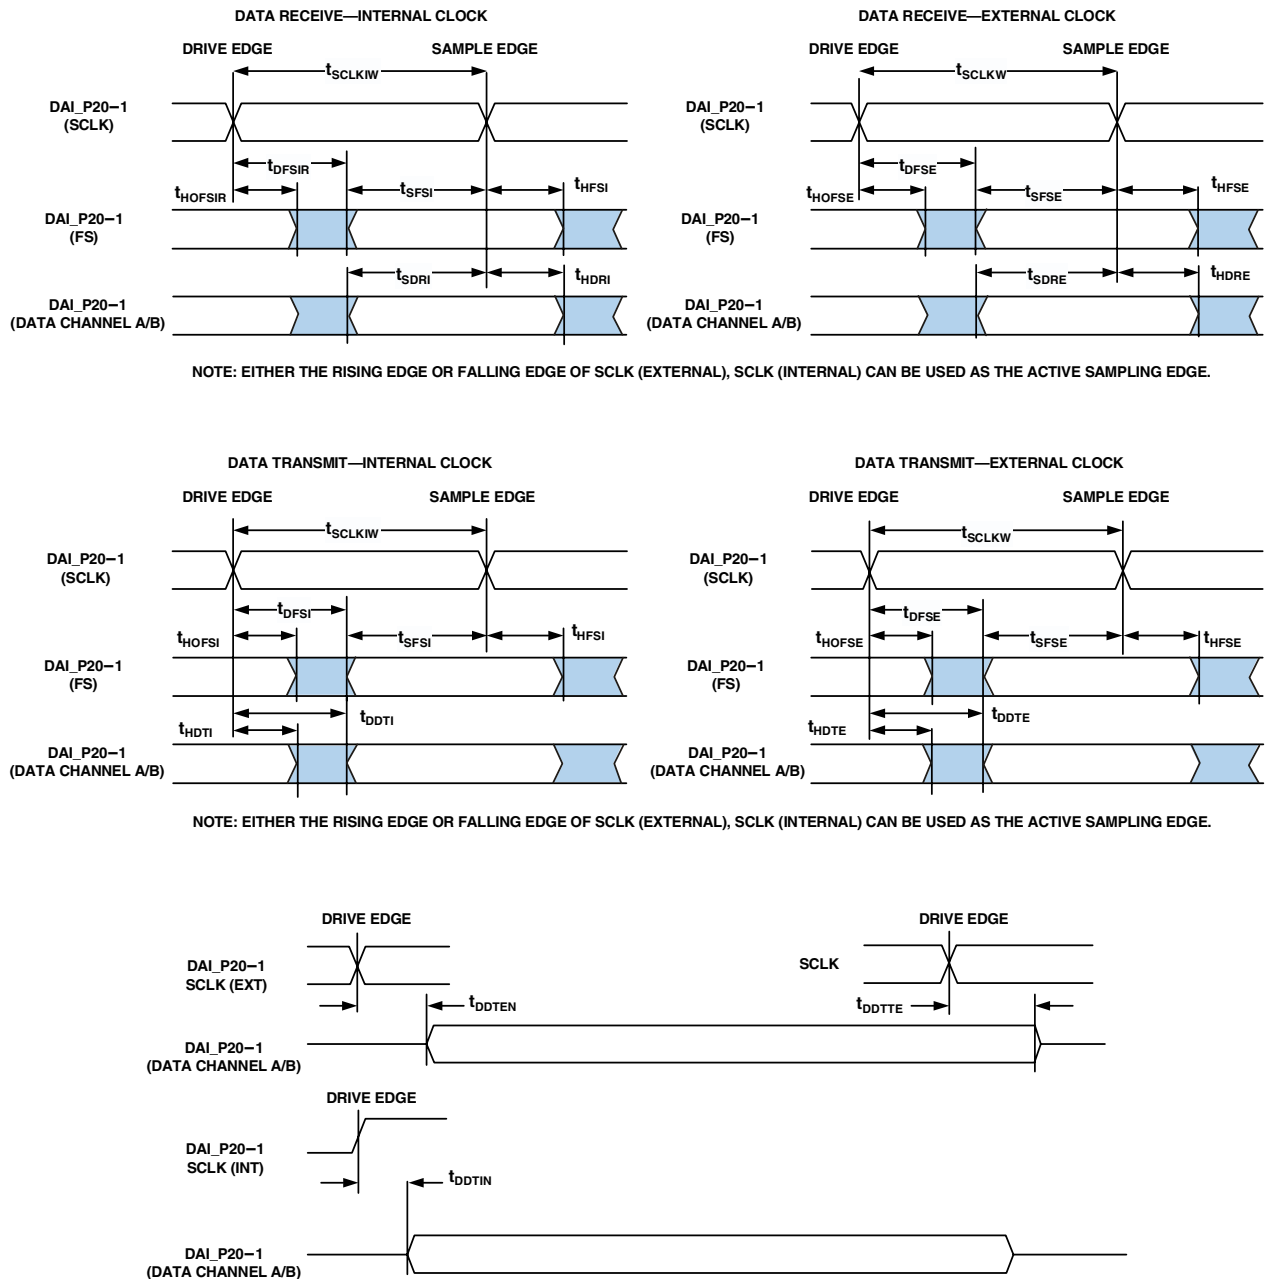 DATA RECEIVE—INTERNAL CLOCK
DRIVE EDGE
SAMPLE EDGE
tSCLKIW
DAI_P20−1
(SCLK)
tDFSIR
tHOFSIR
tSFSI
tHFSI
DAI_P20−1
(FS)
tSDRI
tHDRI
DAI_P20−1
(DATA CHANNEL A/B)
DATA RECEIVE—EXTERNAL CLOCK
DRIVE EDGE
SAMPLE EDGE
tSCLKW
DAI_P20−1
(SCLK)
tDFSE
tHOFSE
tSFSE
tHFSE
DAI_P20−1
(FS)
tSDRE
tHDRE
DAI_P20−1
(DATA CHANNEL A/B)
NOTE: EITHER THE RISING EDGE OR FALLING EDGE OF SCLK (EXTERNAL), SCLK (INTERNAL) CAN BE USED AS THE ACTIVE SAMPLING EDGE.
DATA TRANSMIT—INTERNAL CLOCK
DRIVE EDGE
SAMPLE EDGE
tSCLKIW
DAI_P20−1
(SCLK)
tDFSI
tHOFSI
tSFSI
tHFSI
DAI_P20−1
(FS)
tDDTI
tHDTI
DAI_P20−1
(DATA CHANNEL A/B)
DATA TRANSMIT—EXTERNAL CLOCK
DRIVE EDGE
SAMPLE EDGE
tSCLKW
DAI_P20−1
(SCLK)
tDFSE
tHOFSE
tSFSE
tHFSE
DAI_P20−1
(FS)
tDDTE
tHDTE
DAI_P20−1
(DATA CHANNEL A/B)
NOTE: EITHER THE RISING EDGE OR FALLING EDGE OF SCLK (EXTERNAL), SCLK (INTERNAL) CAN BE USED AS THE ACTIVE SAMPLING EDGE.
DRIVE EDGE
DRIVE EDGE
DAI_P20−1
SCLK (EXT)
SCLK
tDDTEN
tDDTTE
DAI_P20−1
(DATA CHANNEL A/B)
DRIVE EDGE
DAI_P20−1
SCLK (INT)
tDDTIN
DAI_P20−1
(DATA CHANNEL A/B)